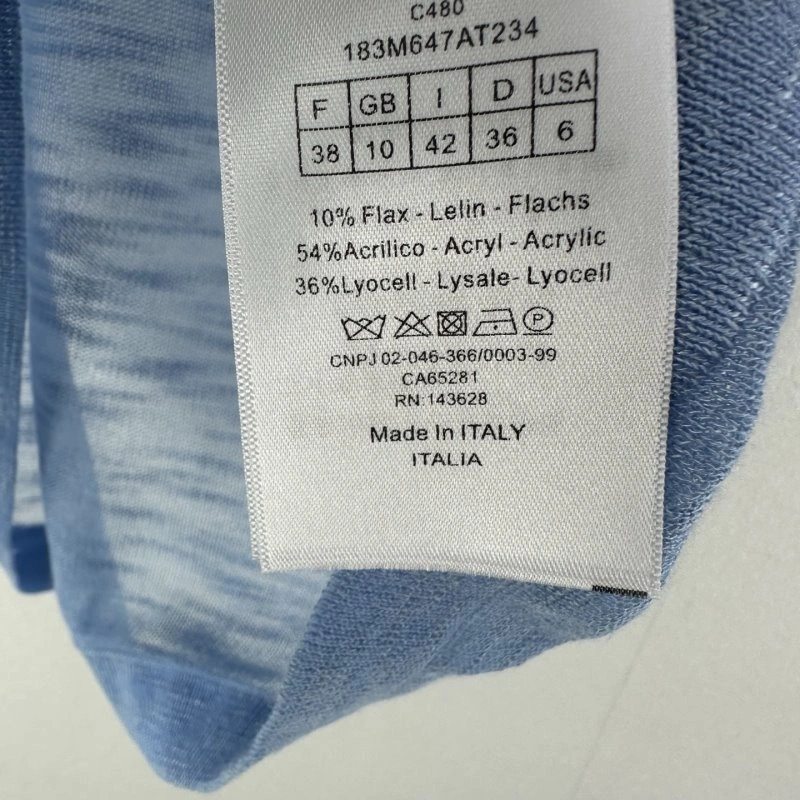 C480
183M647AT234
F GB I D USA
38 10 42 36 6
10% Flax - Lelin - Flachs
54%Acrilico - Acryl - Acrylic
36%Lyocell - Lysale- Lyocell
P
CNPJ 02-046-366/0003-99
CA65281
RN:143628
Made In ITALY
ITALIA